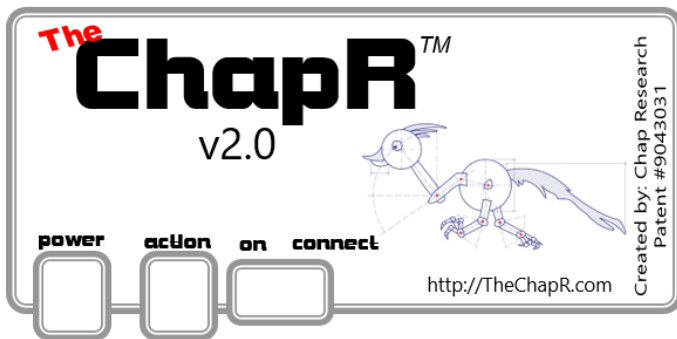 The
ChapR™
v2.0
power action on connect
http://TheChapR.com
Created by: Chap Research
Patent #9043031